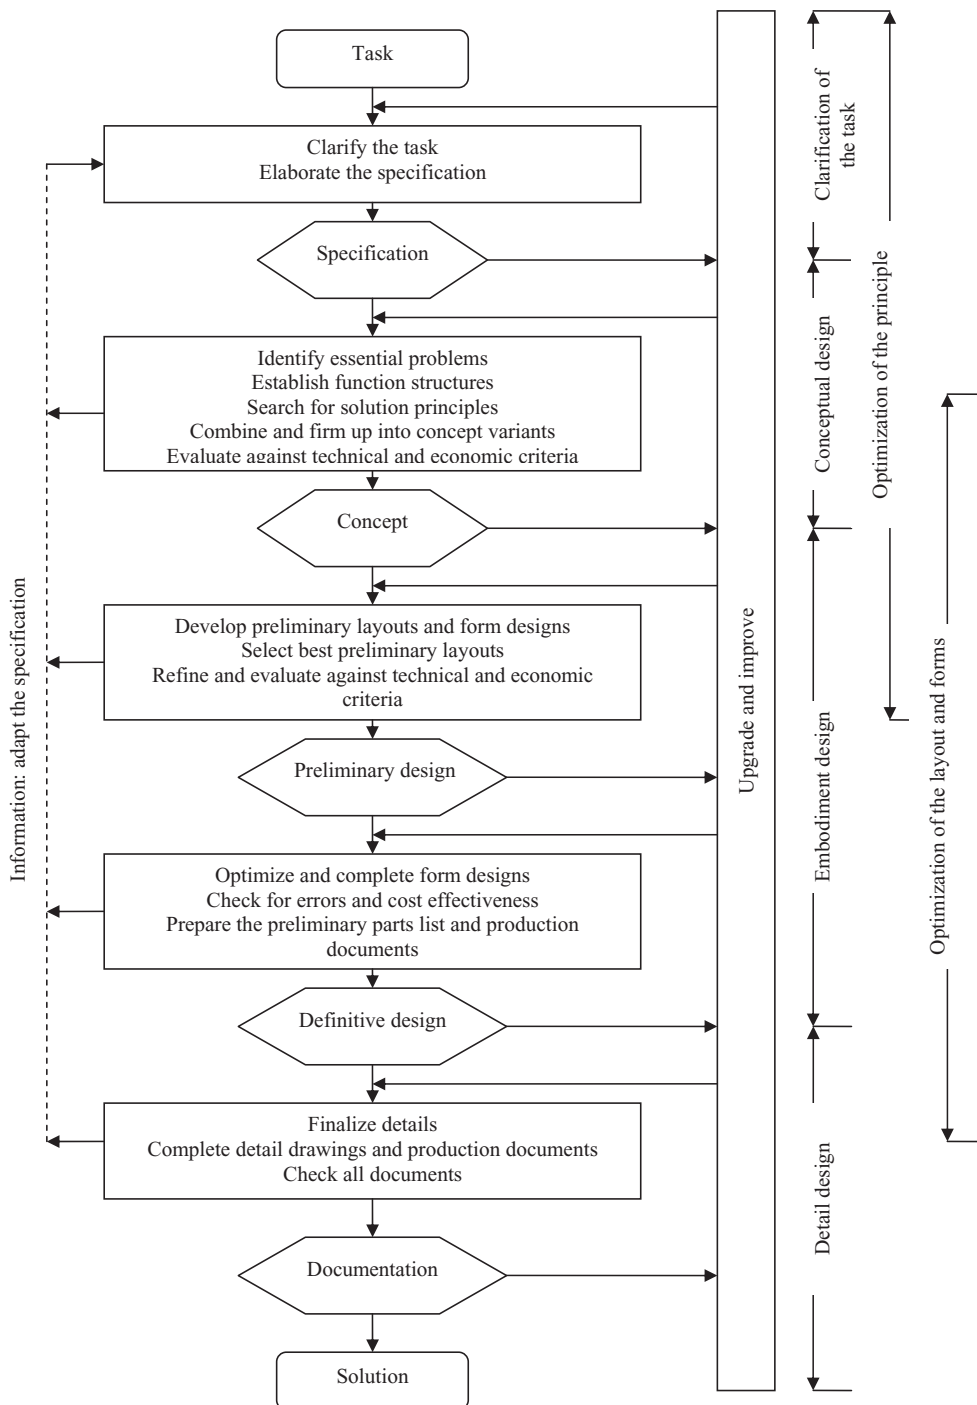 Task
Clarify the task
Elaborate the specification
Specification
Identify essential problems
Establish function structures
Search for solution principles
Combine and firm up into concept variants
Evaluate against technical and economic criteria
Concept
Develop preliminary layouts and form designs
Select best preliminary layouts
Refine and evaluate against technical and economic
criteria
Preliminary design
Optimize and complete form designs
Check for errors and cost effectiveness
Prepare the preliminary parts list and production
documents
Definitive design
Finalize details
Complete detail drawings and production documents
Check all documents
Documentation
Solution
Information: adapt the specification
Upgrade and improve
Clarification of
the task
Conceptual design
Embodiment design
Detail design
Optimization of the principle
Optimization of the layout and forms